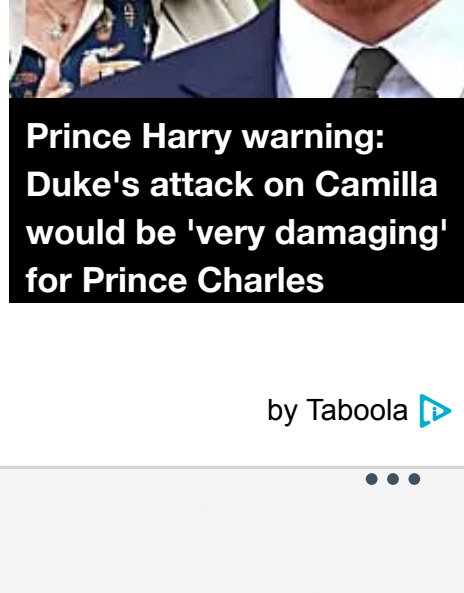 Prince Harry warning:
Duke's attack on Camilla
would be 'very damaging'
for Prince Charles
by Taboola